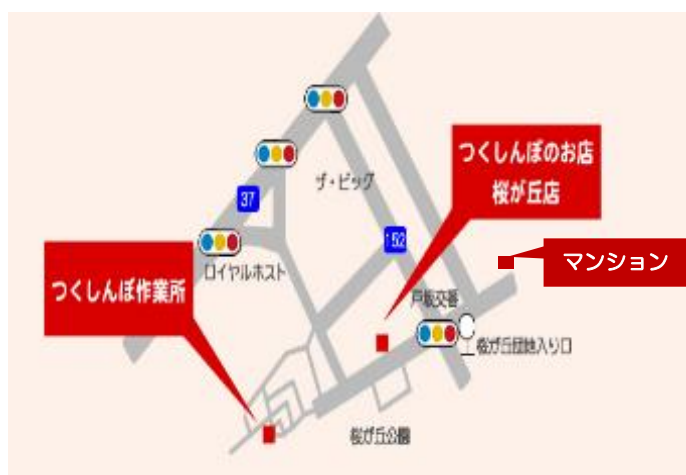 つくしんぼのお店
桜が丘店
ザ・ビッグ
37
152
マンション
ロイヤルホスト
つくしんぼ作業所
戸坂交番
桜が丘団地入り口
桜が丘公園